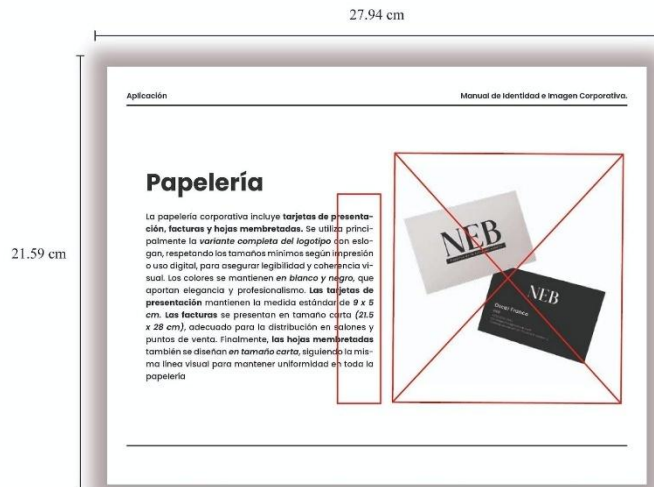 27.94 cm
21.59 cm
Aplicación
Manual de Identidad e Imagen Corporativa.
Papelería
La papelería corporativa incluye tarjetas de presenta-
ción, facturas y hojas membretadas. Se utiliza princi-
palmente la variante completa del logotipo con eslo-
gan, respetando los tamaños mínimos según impresión
o uso digital, para asegurar legibilidad y coherencia vi-
sual. Los colores se mantienen en blanco y negro, que
aportan elegancia y profesionalismo. Las tarjetas de
presentación mantienen la medida estándar de 9 x 5
cm. Las facturas se presentan en tamaño carta (21.5
x 28 cm), adecuado para la distribución en salones y
puntos de venta. Finalmente, las hojas membretadas
también se diseñan en tamaño carta, siguiendo la mis-
ma línea visual para mantener uniformidad en toda la
papelería
NEB
NEB